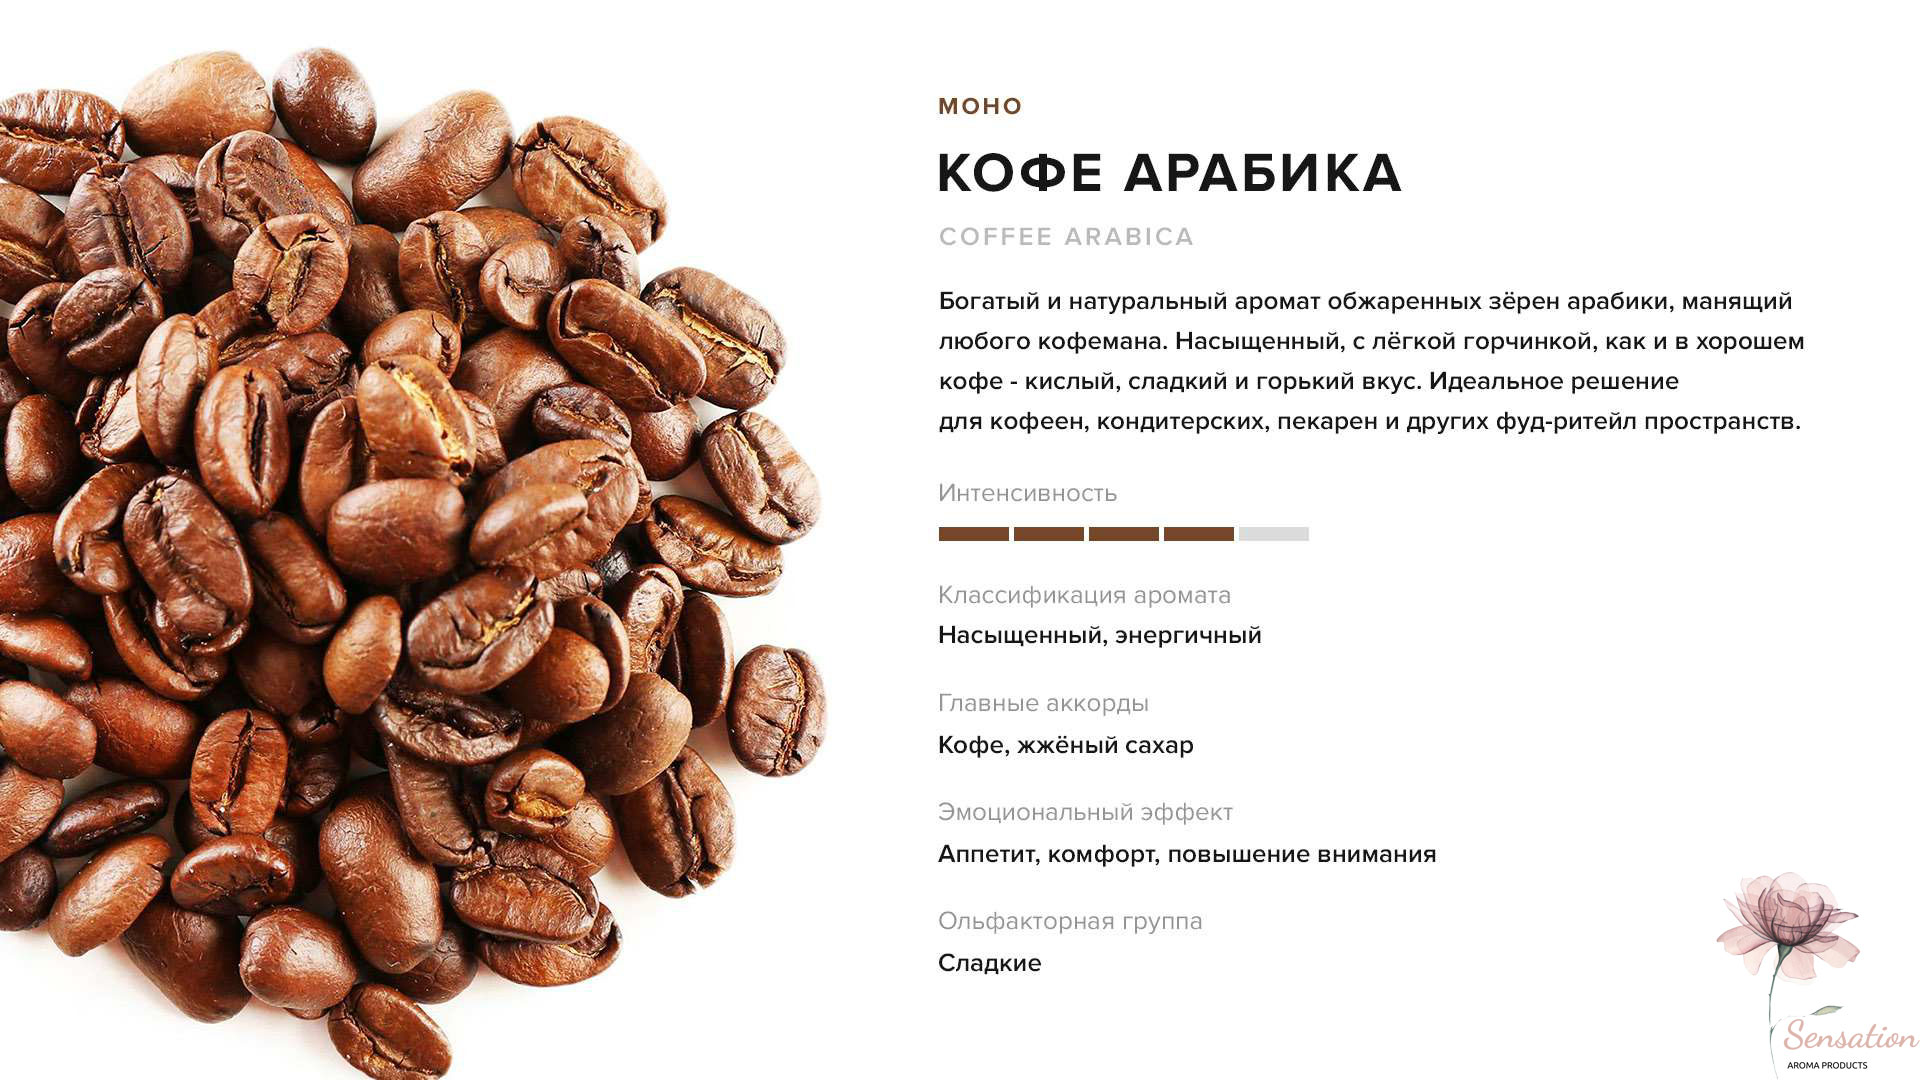 МОНО
КОФЕ АРАБИКА
COFFEE ARABICA
Богатый и натуральный аромат обжаренных зёрен арабики, манящий
любого кофемана. Насыщенный, с лёгкой горчинкой, как и в хорошем
кофе - кислый, сладкий и горький вкус. Идеальное решение
для кофеен, кондитерских, пекарен и других фуд-ритейл пространств.
Интенсивность
Классификация аромата
Насыщенный, энергичный
Главные аккорды
Кофе, жжёный сахар
Эмоциональный эффект
Аппетит, комфорт, повышение внимания
Ольфакторная группа
Сладкие
Sensation
AROMA PRODUCTS